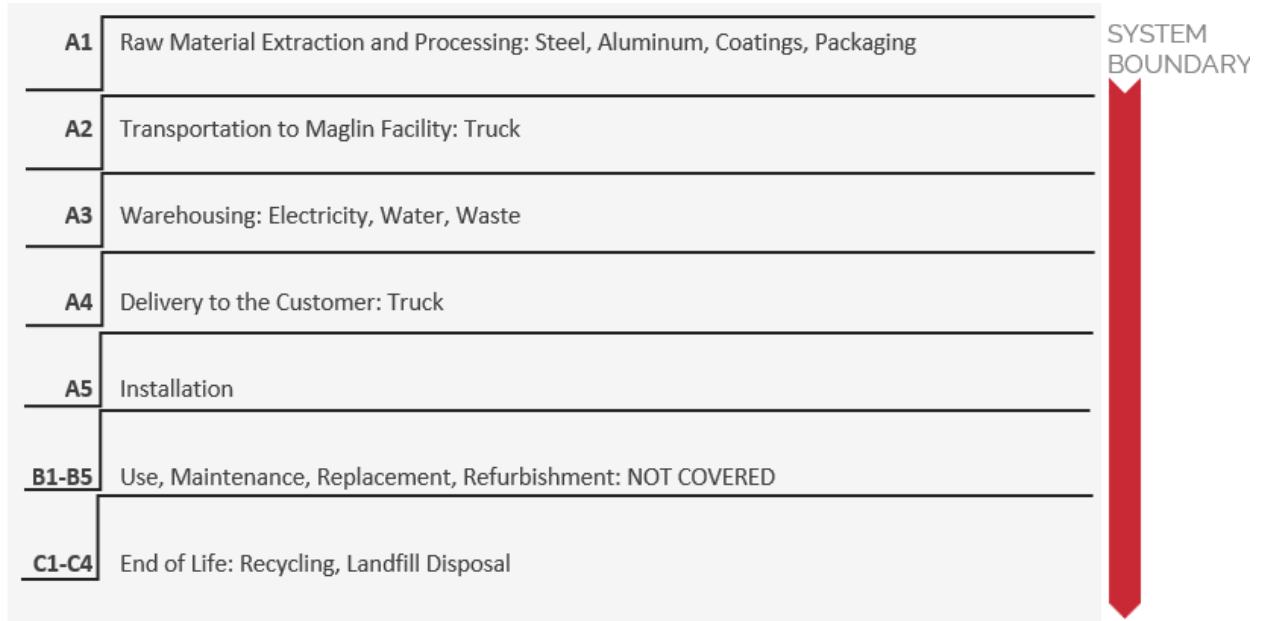 A1 Raw Material Extraction and Processing: Steel, Aluminum, Coatings, Packaging
SYSTEM
BOUNDARY
A2 Transportation to Maglin Facility: Truck
A3 Warehousing: Electricity, Water, Waste
A4 Delivery to the Customer: Truck
A5 Installation
B1-B5 Use, Maintenance, Replacement, Refurbishment: NOT COVERED
C1-C4 End of Life: Recycling, Landfill Disposal